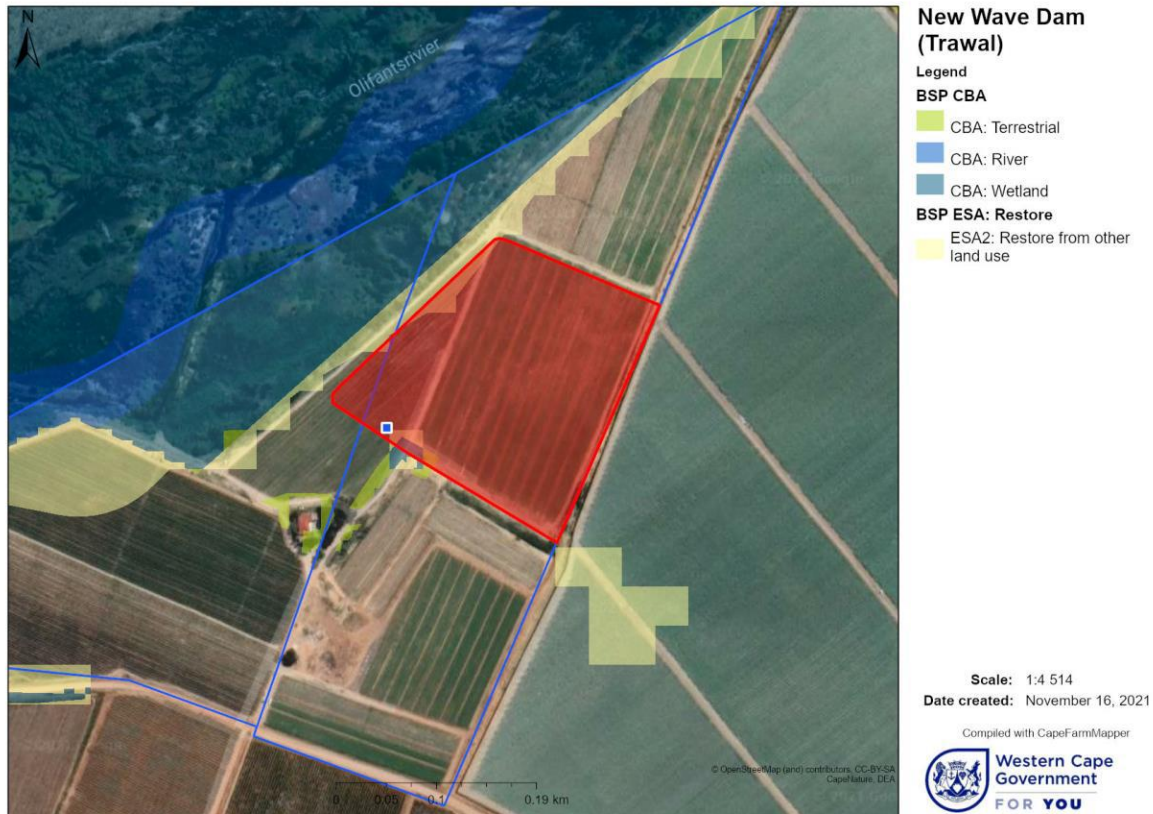 N
Olifantsrivier
0 0.05 0.1 0.19 km
© OpenStreetMap (and) contributors, CC-BY-SA
CapeNature, DEA
New Wave Dam
(Trawal)
Legend
BSP CBA
CBA: Terrestrial
CBA: River
CBA: Wetland
BSP ESA: Restore
ESA2: Restore from other
land use
Scale: 1:4 514
Date created: November 16, 2021
Compiled with CapeFarmMapper
Western Cape
Government
FOR YOU